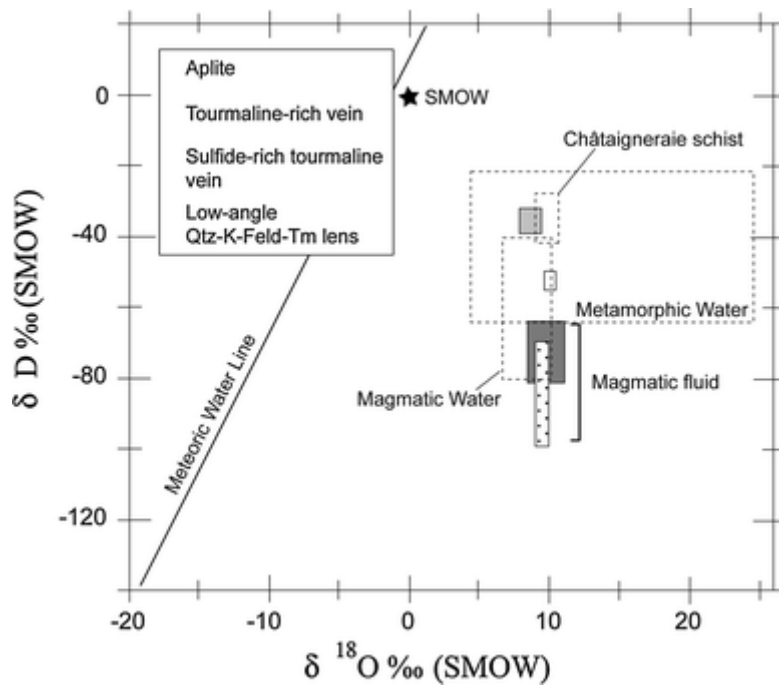 Aplite
Tourmaline-rich vein
Sulfide-rich tourmaline
vein
Low-angle
Qtz-K-Feld-Tm lens
SMOW
Châtaigneraie schist
Metamorphic Water
Magmatic Water
Magmatic fluid
Meteoric Water Line
0
-40
-80
-120
δ D ‰ (SMOW)
-20
-10
0
10
20
δ 18O ‰ (SMOW)